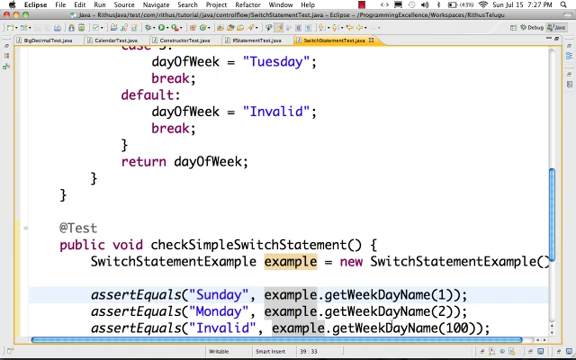 Eclipse File Edit Source Refactor Navigate Search Project Run Window Help Sun Jul 15 7:27 PM
Java - RithusJava/test/com/rithus/tutorial/java/controlflow/SwitchStatementTest.java - Eclipse - /ProgrammingExcellence/Workspaces/RithusTelugu
Debug Java
BigDecimalTest.java CalendarTest.java ConstructorTest.java IfStatementTest.java SwitchStatementTest.java
case 3:
dayOfWeek = "Tuesday";
break;
default:
dayOfWeek = "Invalid";
break;
}
return dayOfWeek;
}
}
@Test
public void checkSimpleSwitchStatement() {
SwitchStatementExample example = new SwitchStatementExample()
assertEquals("Sunday", example.getWeekDayName(1));
assertEquals("Monday", example.getWeekDayName(2));
assertEquals("Invalid", example.getWeekDayName(100));
Writable Smart Insert 39 : 33